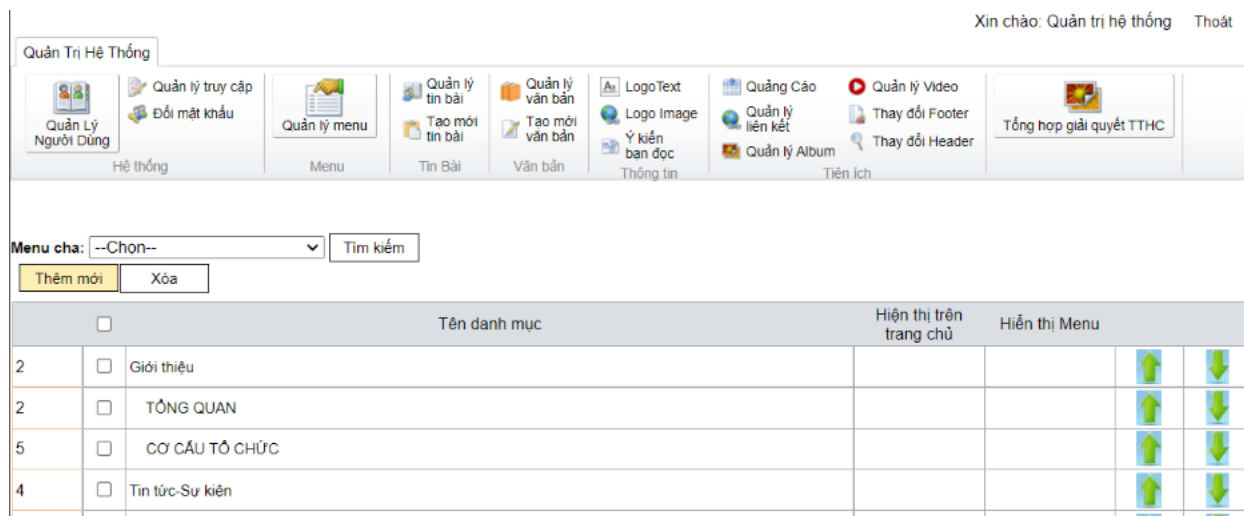 Xin chào: Quản trị hệ thống Thoát
Quản Trị Hệ Thống
Quản Lý
Người Dùng
Quản lý truy cập
Đổi mật khẩu
Hệ thống
Quản lý menu
Menu
Quản lý
tin bài
Tạo mới
tin bài
Tin Bài
Quản lý
văn bản
Tạo mới
văn bản
Văn bản
LogoText
Logo Image
Ý kiến
bạn đọc
Thông tin
Quảng Cáo
Quản lý
liên kết
Quản lý Album
Quản lý Video
Thay đổi Footer
Thay đổi Header
Tiện ích
Tổng hợp giải quyết TTHC
Menu cha: --Chọn-- Tìm kiếm
Thêm mới Xóa
Tên danh mục
Hiện thị trên
trang chủ
Hiễn thị Menu
2 Giới thiệu
2 TỔNG QUAN
5 CƠ CẤU TỔ CHỨC
4 Tin tức-Sự kiện